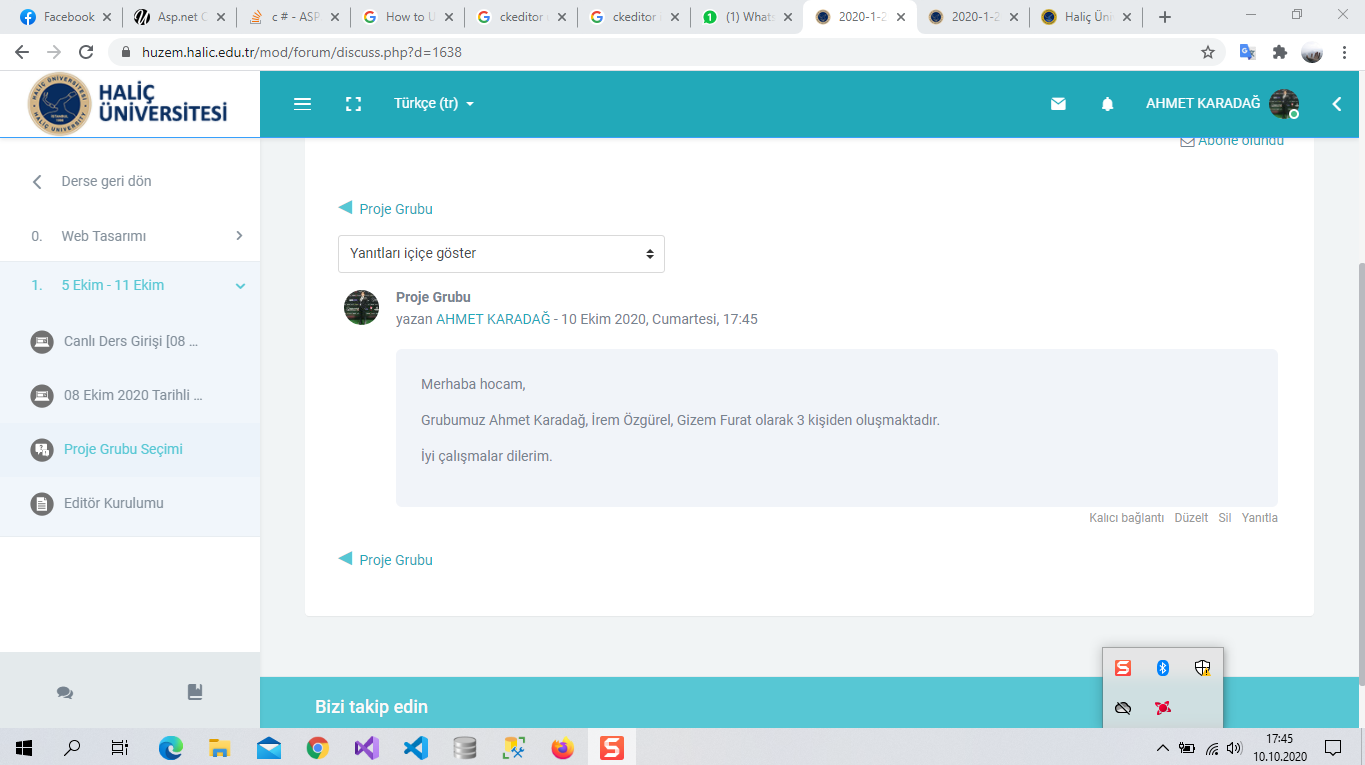 Facebook
Asp.net C
c # - ASP
How to U
ckeditor
ckeditor
(1) Whats
2020-1-2
2020-1-2
Haliç Üni
huzem.halic.edu.tr/mod/forum/discuss.php?d=1638
HALİÇ
ÜNİVERSİTESİ
Türkçe (tr)
AHMET KARADAĞ
Abone olundu
Derse geri dön
0. Web Tasarımı
1. 5 Ekim - 11 Ekim
Canlı Ders Girişi [08 ...
08 Ekim 2020 Tarihli ...
Proje Grubu Seçimi
Editör Kurulumu
Proje Grubu
Yanıtları içiçe göster
Proje Grubu
yazan AHMET KARADAĞ - 10 Ekim 2020, Cumartesi, 17:45
Merhaba hocam,
Grubumuz Ahmet Karadağ, İrem Özgürel, Gizem Furat olarak 3 kişiden oluşmaktadır.
İyi çalışmalar dilerim.
Kalıcı bağlantı Düzelt Sil Yanıtla
Proje Grubu
Bizi takip edin
17:45
10.10.2020